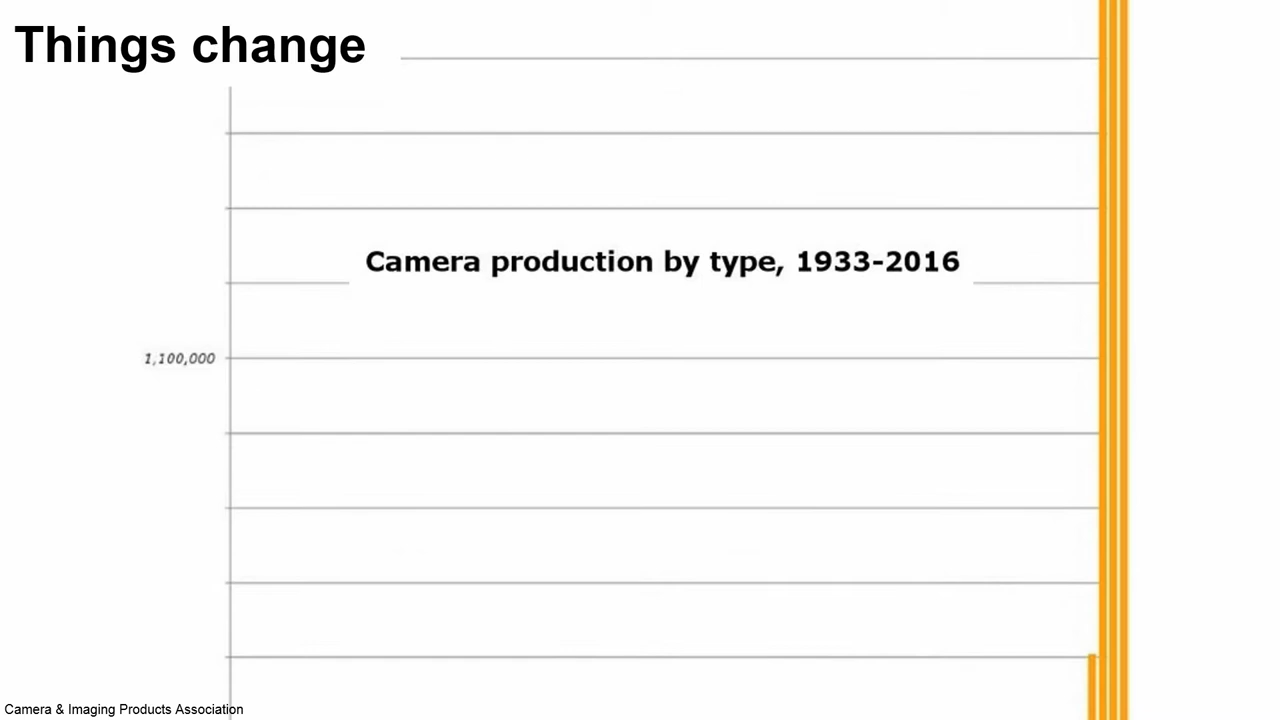 Things change
Camera production by type, 1933-2016
1,100,000
Camera & Imaging Products Association